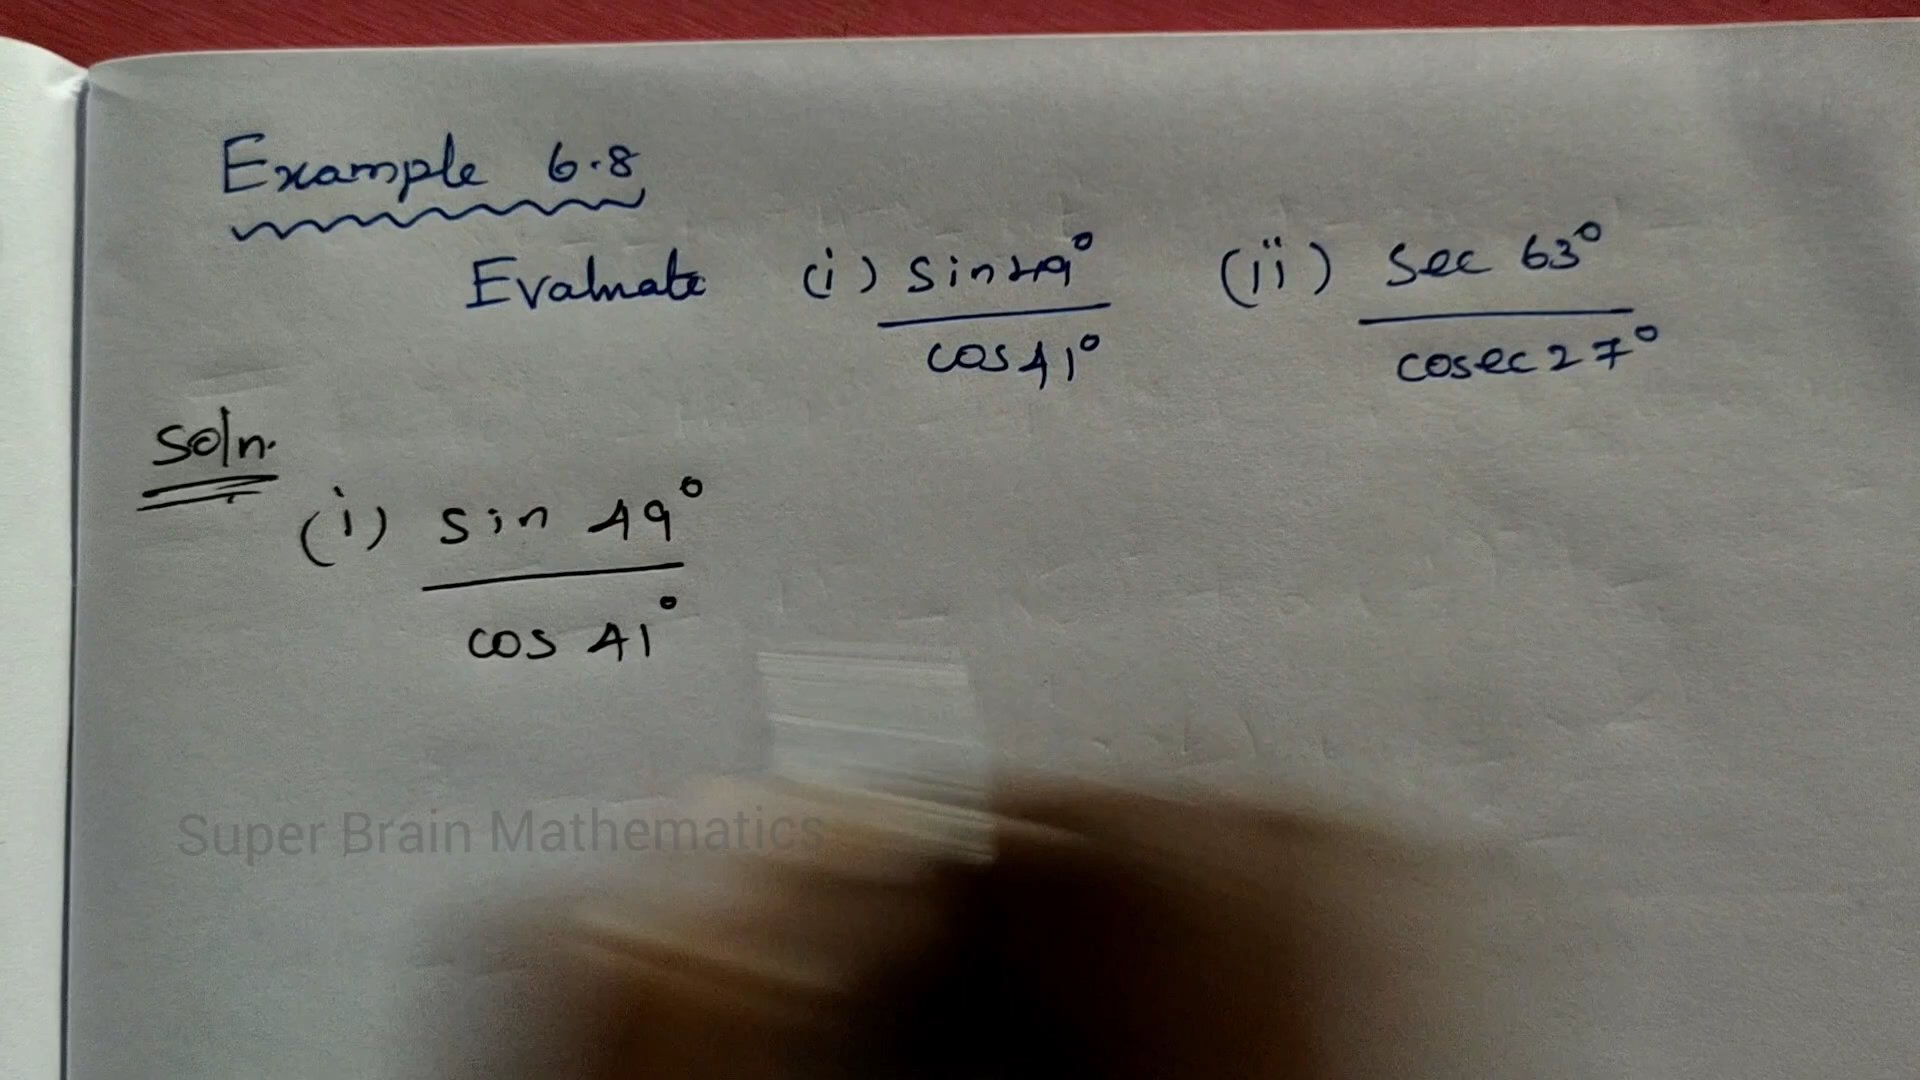 Example 6.8
Evaluate (i) sin 49° (ii) sec 63°
cos 41° cosec 27°
Soln.
(i) sin 49°
cos 41°
Super Brain Mathematics